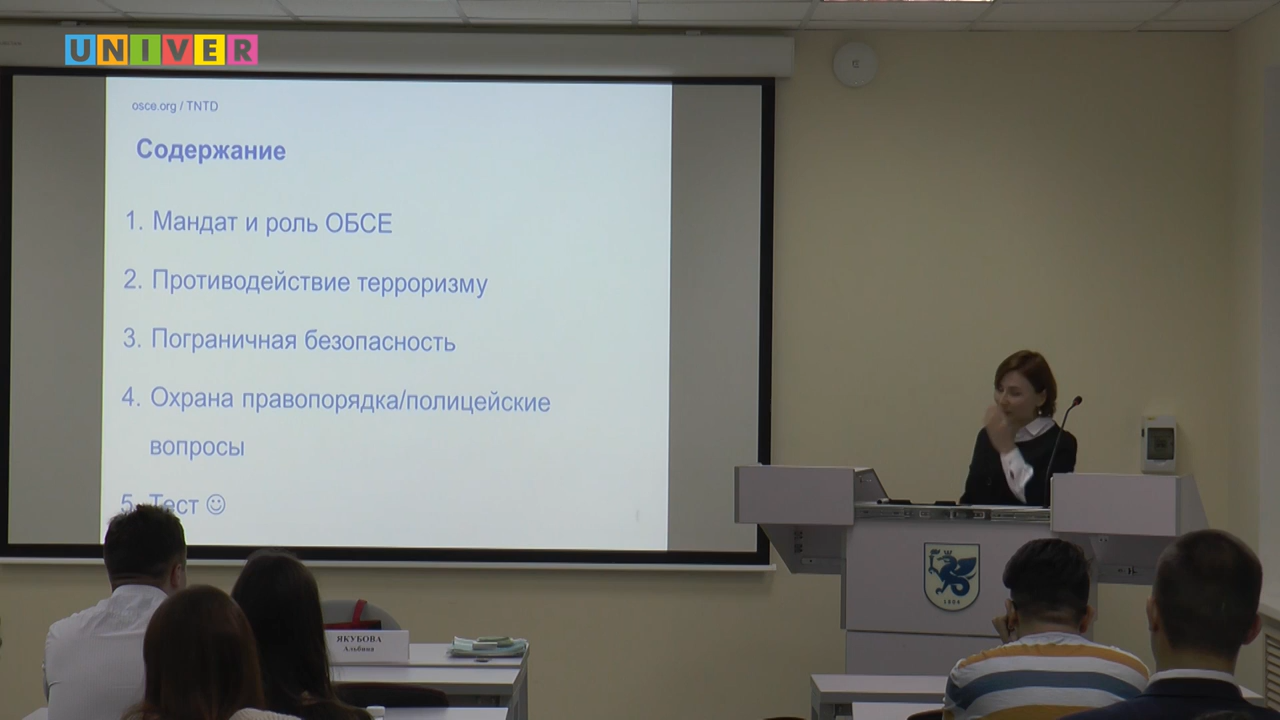 UNIVER
osce.org / TNTD
Содержание
1. Мандат и роль ОБСЕ
2. Противодействие терроризму
3. Пограничная безопасность
4. Охрана правопорядка/полицейские
вопросы
5. Тест ☺
ЯКУБОВА
Альбина
1804